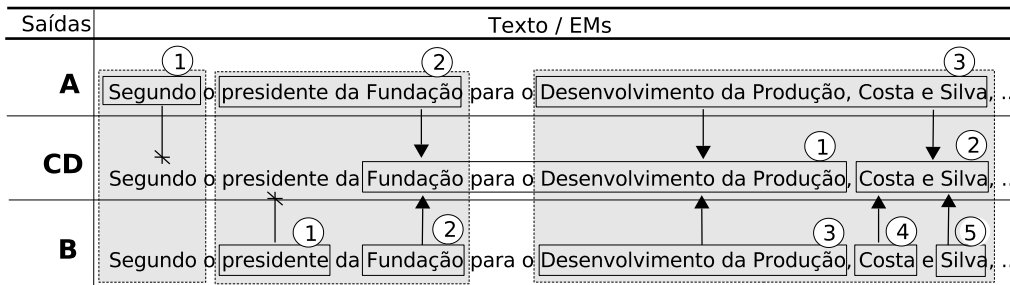 Saídas Texto / EMs
1 2 3
A Segundo o presidente da Fundação para o Desenvolvimento da Produção, Costa e Silva, ..
1 2
CD Segundo o presidente da Fundação para o Desenvolvimento da Produção, Costa e Silva, ..
1 2 3 4 5
B Segundo o presidente da Fundação para o Desenvolvimento da Produção, Costa e Silva, ..